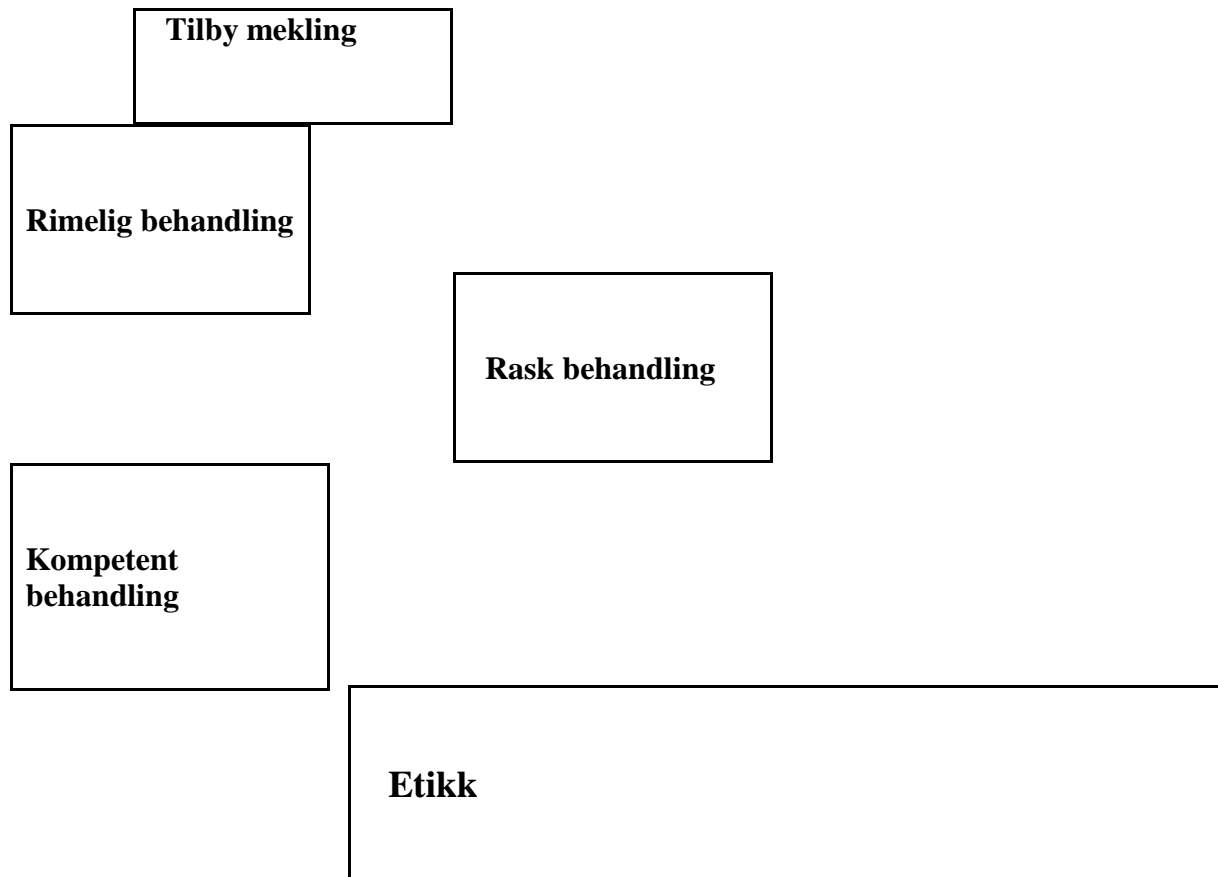 Tilby mekling
Rimelig behandling
Rask behandling
Kompetent
behandling
Etikk